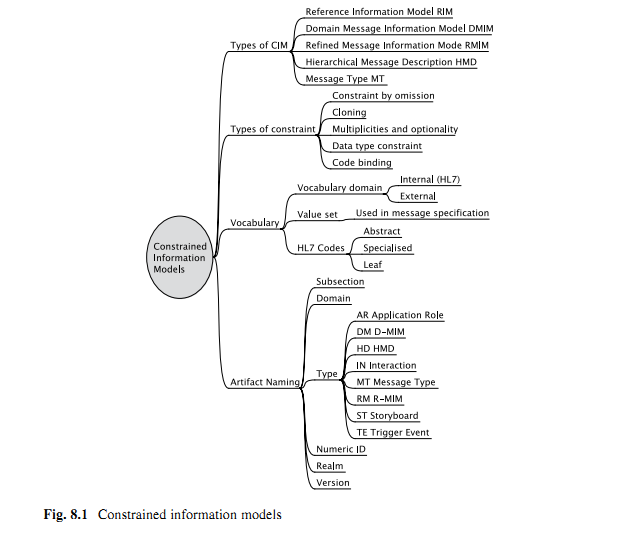 Reference Information Model RIM
Domain Message Information Model DMIM
Types of CIM
Refined Message Information Mode RMIM
Hierarchical Message Description HMD
Message Type MT
Constraint by omission
Cloning
Types of constraint
Multiplicities and optionality
Data type constraint
Code binding
Vocabulary domain
Internal (HL7)
External
Vocabulary
Value set
Used in message specification
HL7 Codes
Abstract
Specialised
Leaf
Constrained
Information
Models
Subsection
Domain
Artifact Naming
Type
AR Application Role
DM D-MIM
HD HMD
IN Interaction
MT Message Type
RM R-MIM
ST Storyboard
TE Trigger Event
Numeric ID
Realm
Version
Fig. 8.1 Constrained information models